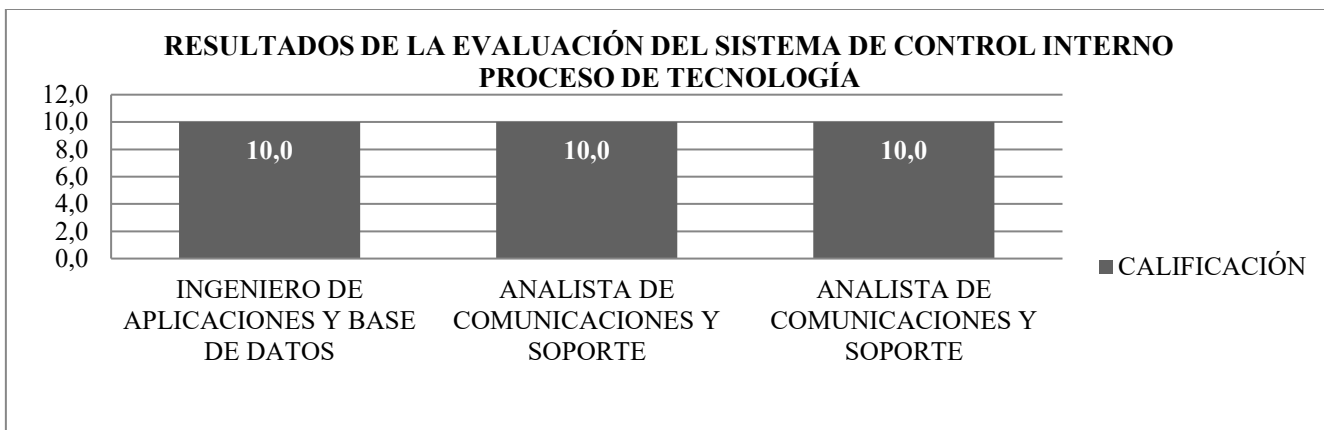 RESULTADOS DE LA EVALUACIÓN DEL SISTEMA DE CONTROL INTERNO
PROCESO DE TECNOLOGÍA
12,0
10,0
8,0
6,0
4,0
2,0
0,0
10,0
10,0
10,0
INGENIERO DE
APLICACIONES Y BASE
DE DATOS
ANALISTA DE
COMUNICACIONES Y
SOPORTE
ANALISTA DE
COMUNICACIONES Y
SOPORTE
CALIFICACIÓN